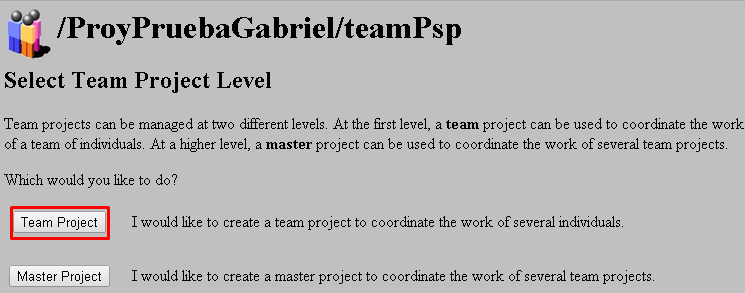 /ProyPruebaGabriel/teamPsp
Select Team Project Level
Team projects can be managed at two different levels. At the first level, a team project can be used to coordinate the work
of a team of individuals. At a higher level, a master project can be used to coordinate the work of several team projects.
Which would you like to do?
Team Project I would like to create a team project to coordinate the work of several individuals.
Master Project I would like to create a master project to coordinate the work of several team projects.